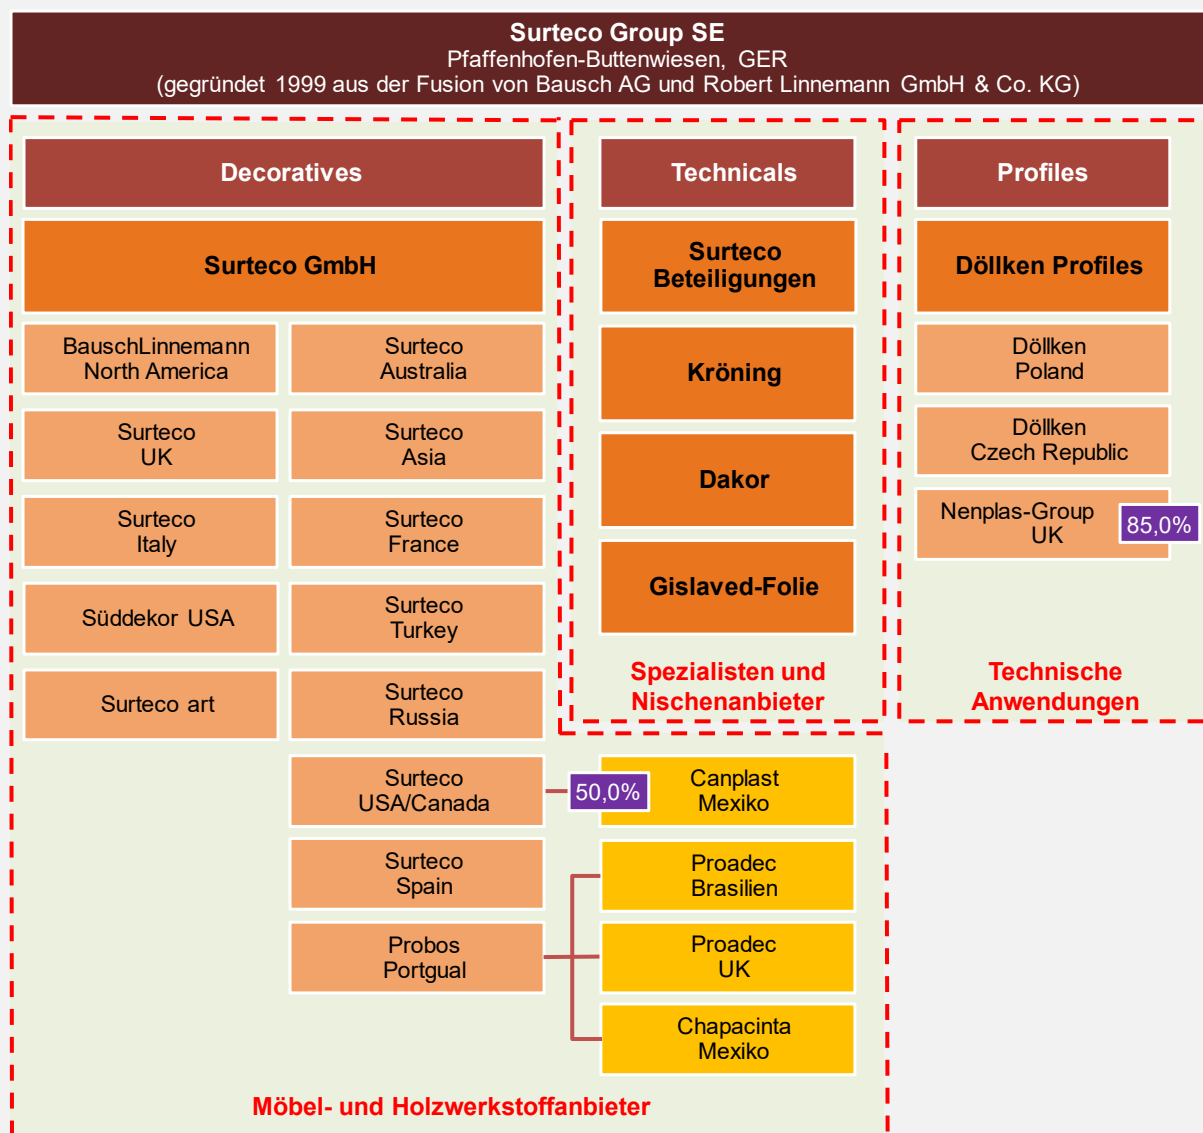 Surteco Group SE
Pfaffenhofen-Buttenwiesen, GER
(gegründet 1999 aus der Fusion von Bausch AG und Robert Linnemann GmbH & Co. KG)
Decoratives
Surteco GmbH
BauschLinnemann
North America
Surteco
Australia
Surteco
UK
Surteco
Asia
Surteco
Italy
Surteco
France
Süddekor USA
Surteco
Turkey
Surteco art
Surteco
Russia
Surteco
USA/Canada
50,0%
Canplast
Mexiko
Surteco
Spain
Probos
Portgual
Proadec
Brasilien
Proadec
UK
Chapacinta
Mexiko
Möbel- und Holzwerkstoffanbieter
Technicals
Surteco
Beteiligungen
Kröning
Dakor
Gislaved-Folie
Spezialisten und
Nischenanbieter
Profiles
Döllken Profiles
Döllken
Poland
Döllken
Czech Republic
Nenplas-Group
UK
85,0%
Technische
Anwendungen